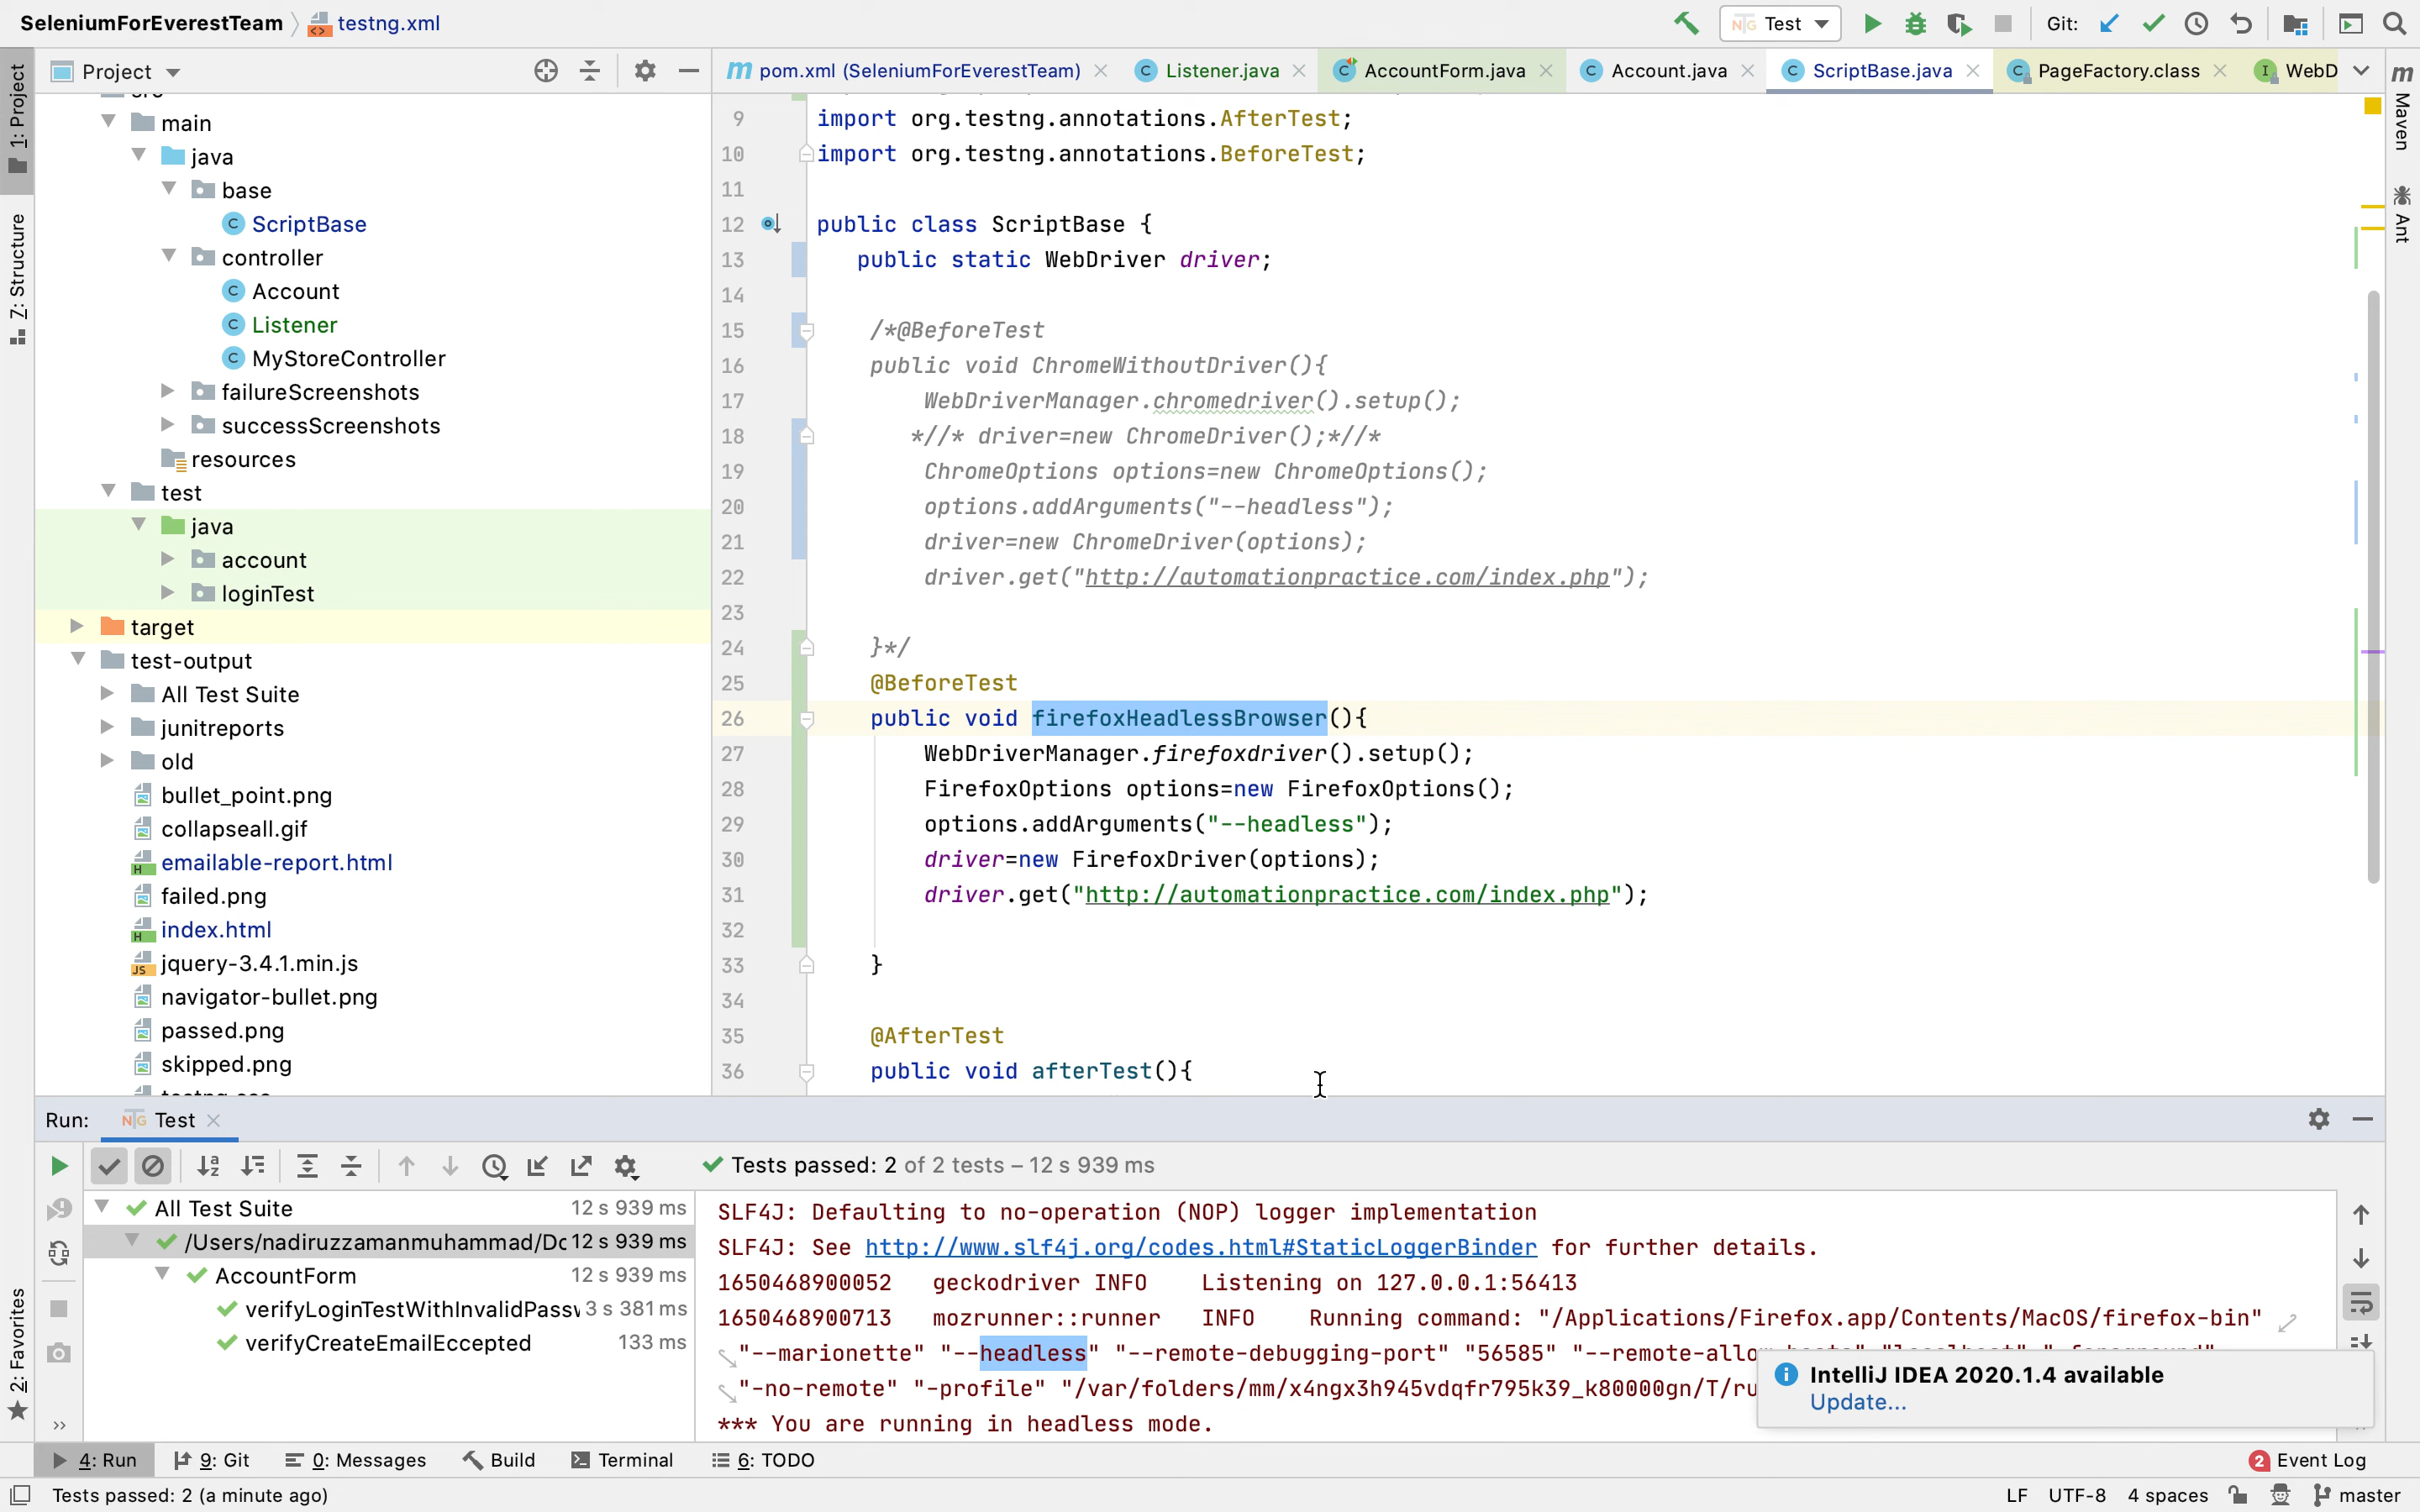 SeleniumForEverestTeam
testng.xml
Test
Git:
1: Project
7: Structure
2: Favorites
Maven
Ant
Project
pom.xml (SeleniumForEverestTeam)
Listener.java
AccountForm.java
Account.java
ScriptBase.java
PageFactory.class
WebD
main
java
base
ScriptBase
controller
Account
Listener
MyStoreController
failureScreenshots
successScreenshots
resources
test
java
account
loginTest
target
test-output
All Test Suite
junitreports
old
bullet_point.png
collapseall.gif
emailable-report.html
failed.png
index.html
jquery-3.4.1.min.js
navigator-bullet.png
passed.png
skipped.png
9 import org.testng.annotations.AfterTest;
10 import org.testng.annotations.BeforeTest;
11
12 public class ScriptBase {
13 public static WebDriver driver;
14
15 /*@BeforeTest
16 public void ChromeWithoutDriver(){
17 WebDriverManager.chromedriver().setup();
18 *//* driver=new ChromeDriver();*//*
19 ChromeOptions options=new ChromeOptions();
20 options.addArguments("--headless");
21 driver=new ChromeDriver(options);
22 driver.get("http://automationpractice.com/index.php");
23
24 }*/
25 @BeforeTest
26 public void firefoxHeadlessBrowser(){
27 WebDriverManager.firefoxdriver().setup();
28 FirefoxOptions options=new FirefoxOptions();
29 options.addArguments("--headless");
30 driver=new FirefoxDriver(options);
31 driver.get("http://automationpractice.com/index.php");
32
33 }
34
35 @AfterTest
36 public void afterTest(){
Run: Test
Tests passed: 2 of 2 tests – 12 s 939 ms
All Test Suite 12 s 939 ms
/Users/nadiruzzamanmuhammad/Dc 12 s 939 ms
AccountForm 12 s 939 ms
verifyLoginTestWithInvalidPassw 3 s 381 ms
verifyCreateEmailEccepted 133 ms
SLF4J: Defaulting to no-operation (NOP) logger implementation
SLF4J: See http://www.slf4j.org/codes.html#StaticLoggerBinder for further details.
1650468900052 geckodriver INFO Listening on 127.0.0.1:56413
1650468900713 mozrunner::runner INFO Running command: "/Applications/Firefox.app/Contents/MacOS/firefox-bin"
"--marionette" "--headless" "--remote-debugging-port" "56585" "--remote-allow-hosts" "localhost" "-foreground"
"-no-remote" "-profile" "/var/folders/mm/x4ngx3h945vdqfr795k39_k80000gn/T/ru
*** You are running in headless mode.
IntelliJ IDEA 2020.1.4 available
Update...
4: Run
9: Git
0: Messages
Build
Terminal
6: TODO
2 Event Log
Tests passed: 2 (a minute ago)
LF UTF-8 4 spaces master